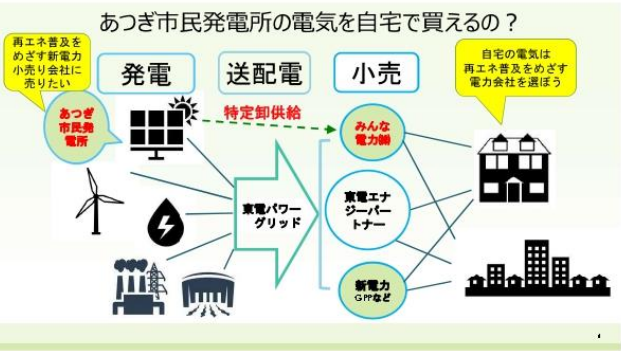 あつぎ市民発電所の電気を自宅で買えるの？
再エネ普及を
めざす新電力
小売り会社に
売りたい
発電
送配電
小売
自宅の電気は
再エネ普及をめざす
電力会社を選ぼう
あつぎ
市民発
電所
特定卸供給
みんな
電力㈱
東電パワー
グリッド
東電エナ
ジーパー
トナー
新電力
GPPなど